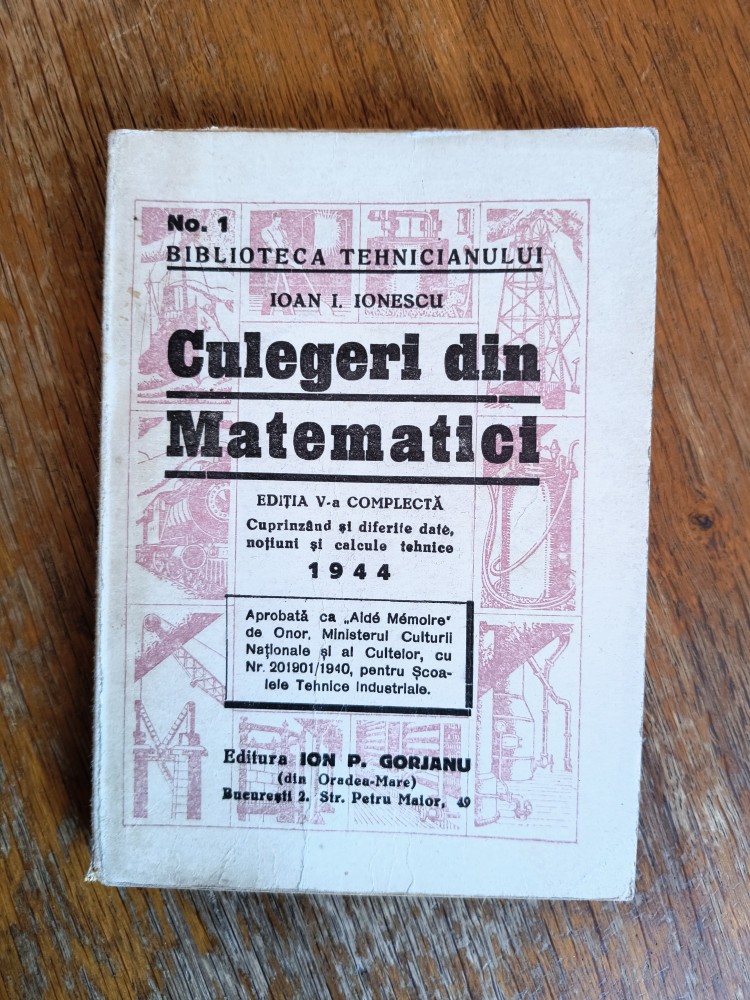 No. 1
BIBLIOTECA TEHNICIANULUI
IOAN I. IONESCU
Culegeri din
Matematici
EDIȚIA V-a COMPLECTĂ
Cuprinzând și diferite date,
noțiuni și calcule tehnice
1944
Aprobată ca „Aidé Mémoire"
de Onor. Ministerul Culturii
Naționale și al Cultelor, cu
Nr. 201901/1940, pentru Școa-
lele Tehnice Industriale.
Editura ION P. GORJANU
(din Oradea-Mare)
București 2. Str. Petru Maior, 49